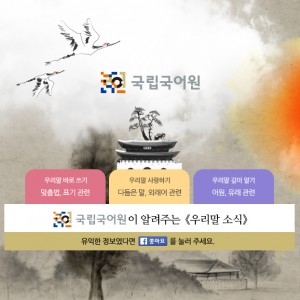 국립국어원
우리말 바로 쓰기
맞춤법, 표기 관련
우리말 사랑하기
다듬은 말, 외래어 관련
우리말 깊이 알기
어원, 유래 관련
국립국어원이 알려주는 《우리말 소식》
유익한 정보였다면 f 좋아요 를 눌러 주세요.